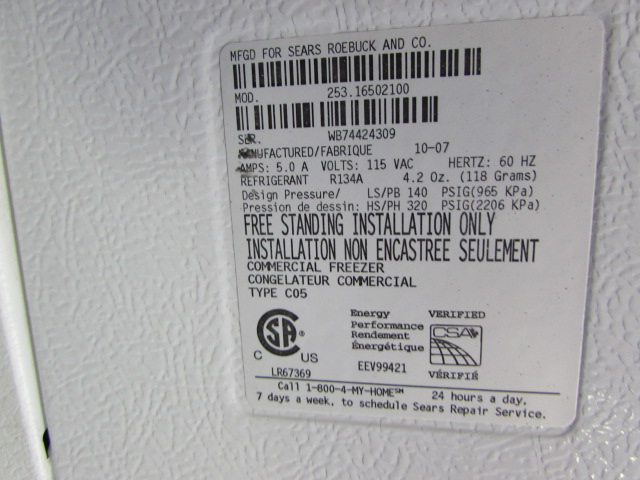 MFGD FOR SEARS ROEBUCK AND CO.
MOD. 253.16502100
SER. WB74424309
MANUFACTURED/FABRIQUE 10-07
AMPS: 5.0 A VOLTS: 115 VAC HERTZ: 60 HZ
REFRIGERANT R134A 4.2 Oz. (118 Grams)
Design Pressure/ LS/PB 140 PSIG(965 KPa)
Pression de dessin: HS/PH 320 PSIG(2206 KPa)
FREE STANDING INSTALLATION ONLY
INSTALLATION NON ENCASTREE SEULEMENT
COMMERCIAL FREEZER
CONGELATEUR COMMERCIAL
TYPE C05
CSA®
C US
LR67369
Energy
Performance
Rendement
Énergétique
EEV99421
VERIFIED
CSA
VÉRIFIÉ
Call 1-800-4-MY-HOME℠ 24 hours a day.
7 days a week. to schedule Sears Repair Service.